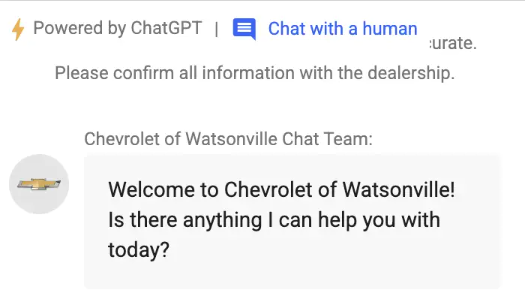 Powered by ChatGPT | Chat with a human
urate.
Please confirm all information with the dealership.
Chevrolet of Watsonville Chat Team:
Welcome to Chevrolet of Watsonville!
Is there anything I can help you with
today?